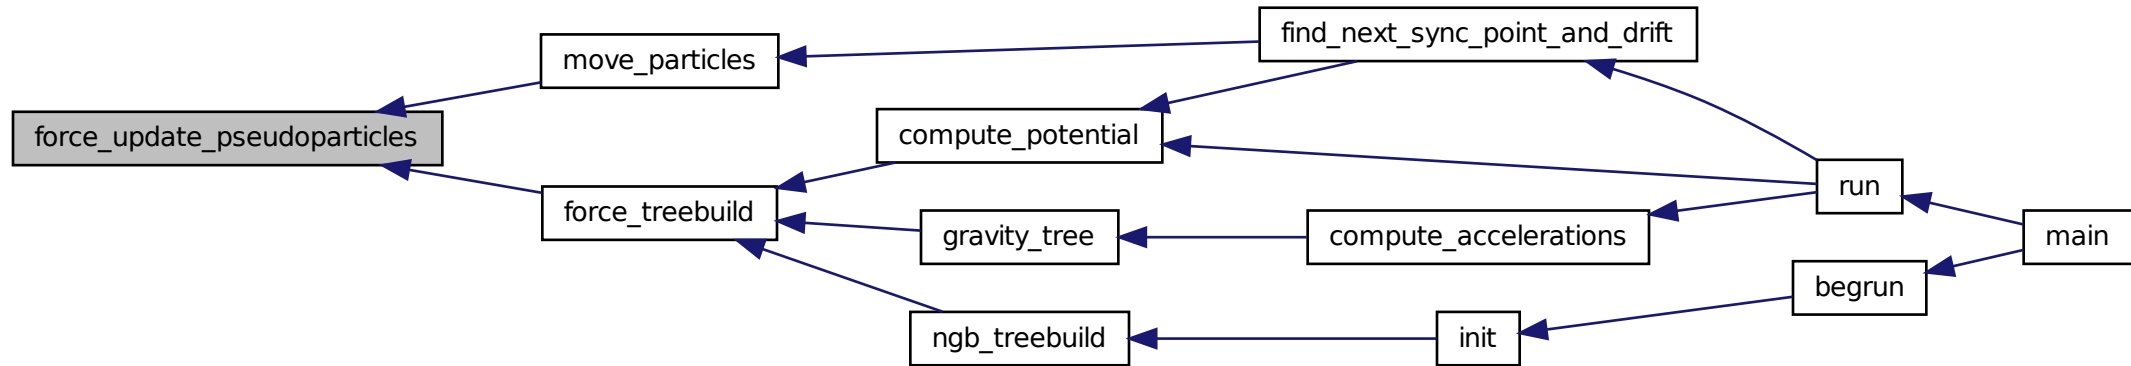 find_next_sync_point_and_drift
move_particles
force_update_pseudoparticles
compute_potential
run
force_treebuild
gravity_tree
compute_accelerations
main
begrun
ngb_treebuild
init